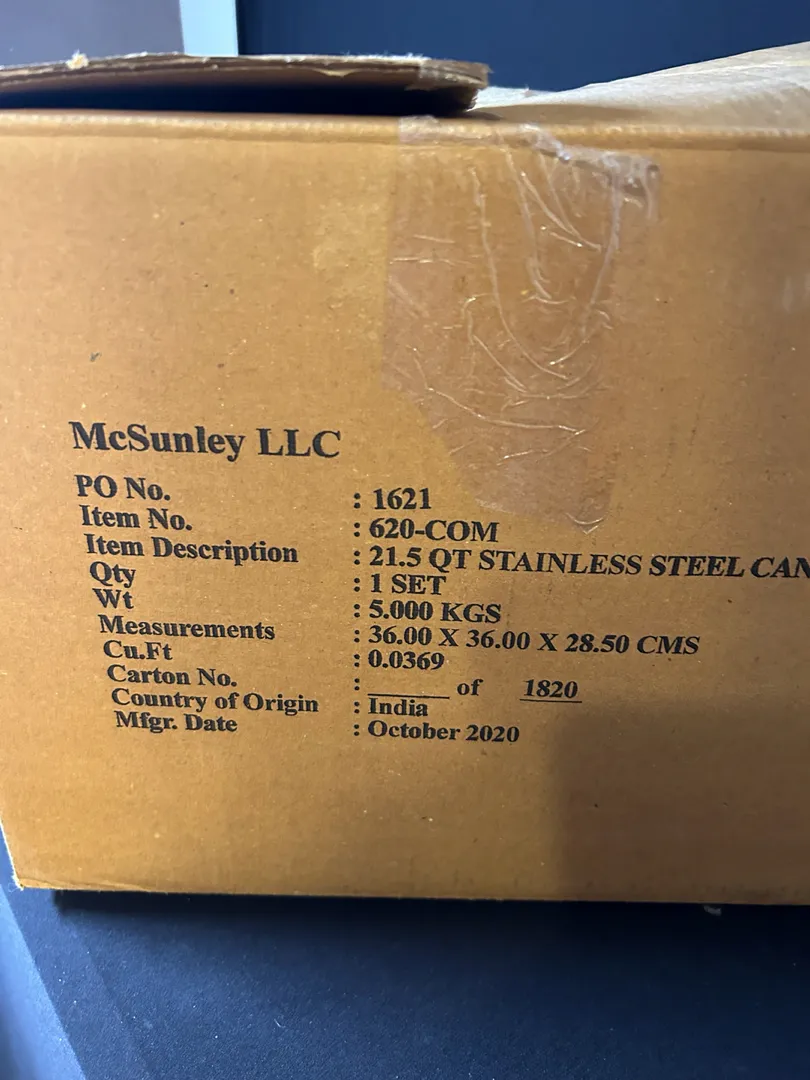 McSunley LLC
PO No. : 1621
Item No. : 620-COM
Item Description : 21.5 QT STAINLESS STEEL CAN
Qty : 1 SET
Wt : 5.000 KGS
Measurements : 36.00 X 36.00 X 28.50 CMS
Cu.Ft : 0.0369
Carton No. : ______ of 1820
Country of Origin : India
Mfgr. Date : October 2020